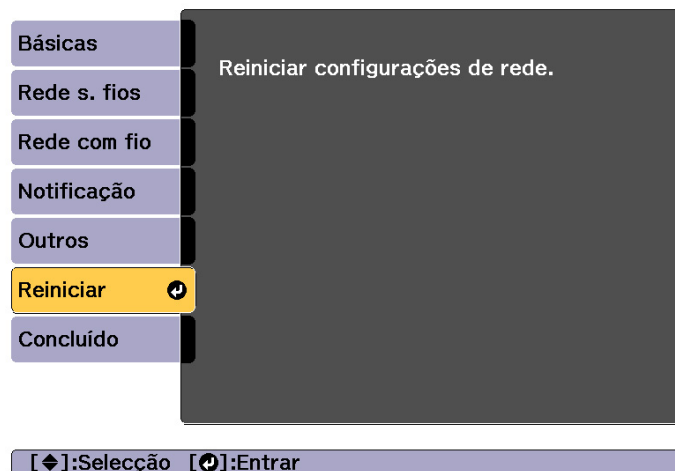 Básicas
Reiniciar configurações de rede.
Rede s. fios
Rede com fio
Notificação
Outros
Reiniciar
Concluído
[◆]:Selecção [↵]:Entrar